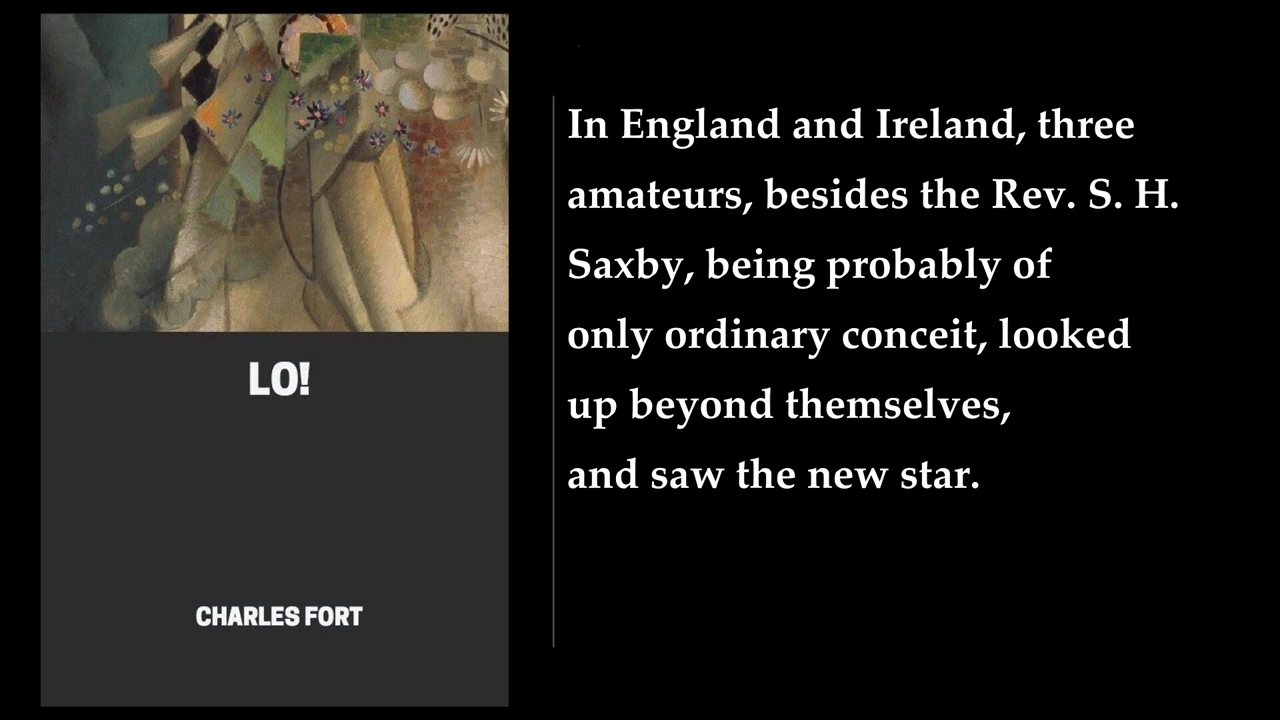 LO!
CHARLES FORT
In England and Ireland, three
amateurs, besides the Rev. S. H.
Saxby, being probably of
only ordinary conceit, looked
up beyond themselves,
and saw the new star.